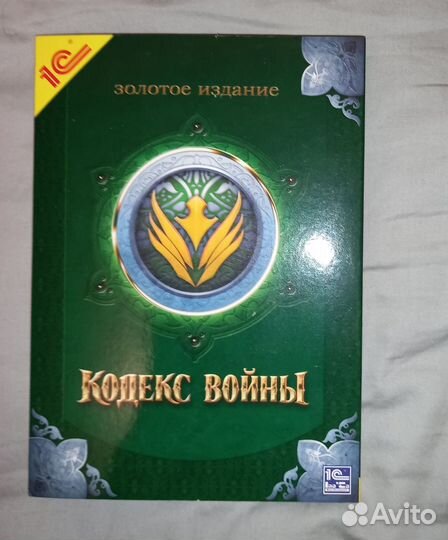 1С®
золотое издание
Кодекс войны
1С
Avito